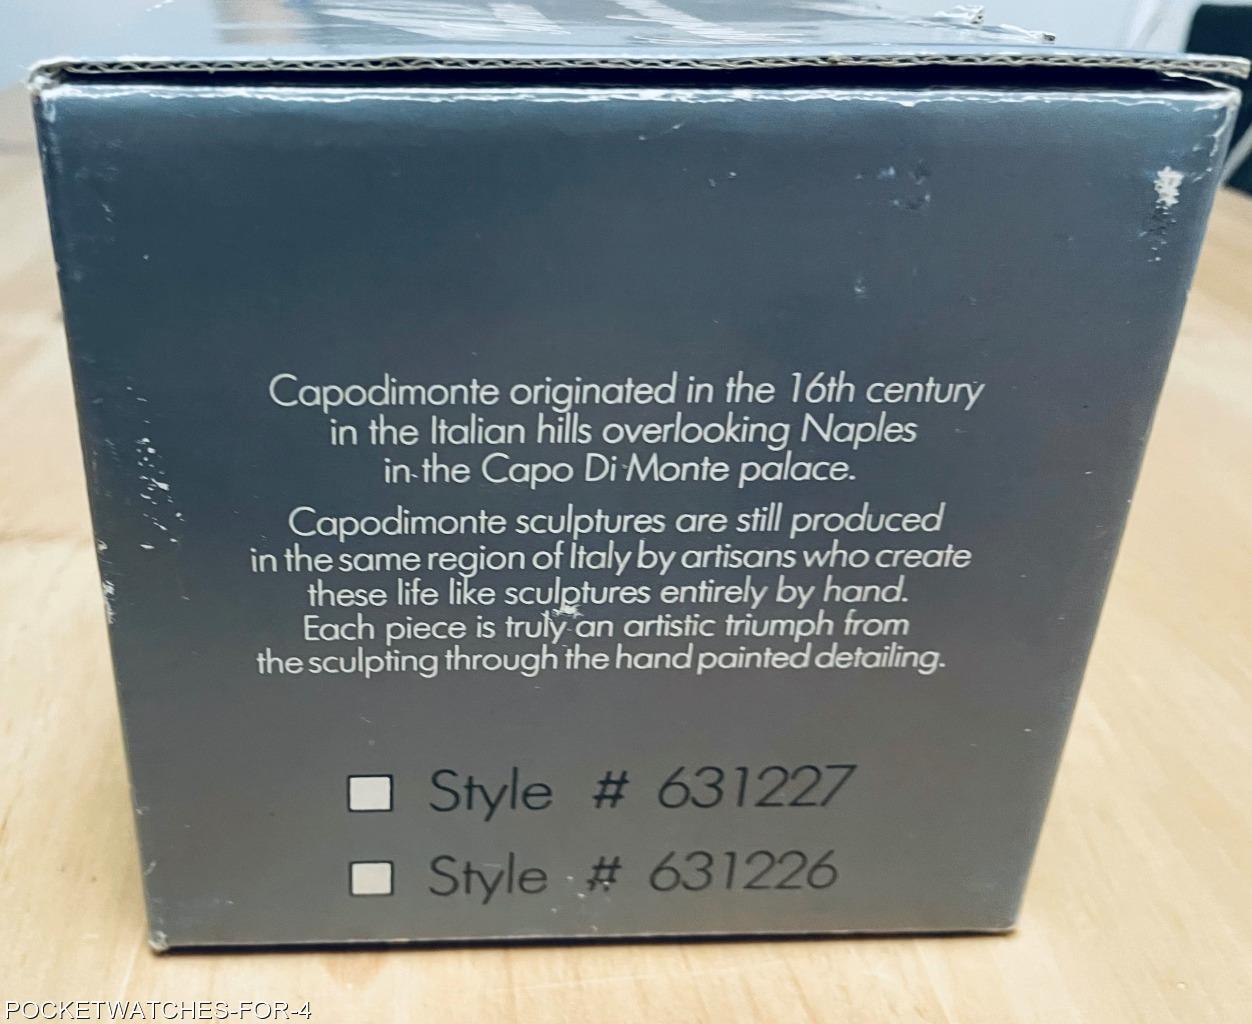 Capodimonte originated in the 16th century
in the Italian hills overlooking Naples
in the Capo Di Monte palace.
Capodimonte sculptures are still produced
in the same region of Italy by artisans who create
these life like sculptures entirely by hand.
Each piece is truly an artistic triumph from
the sculpting through the hand painted detailing.
Style # 631227
Style # 631226
POCKETWATCHES-FOR-4